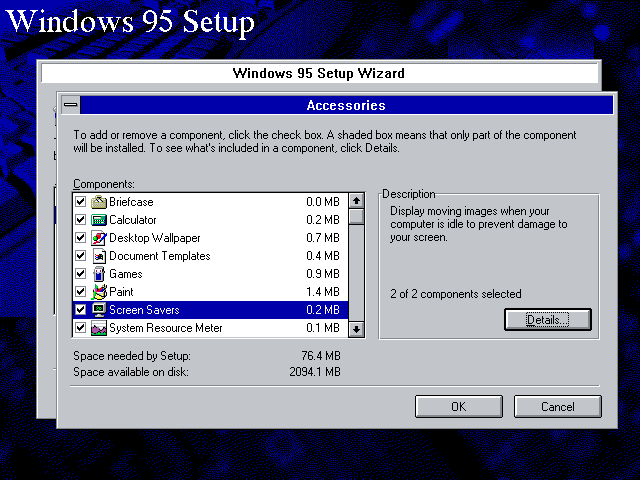 Windows 95 Setup
Windows 95 Setup Wizard
Accessories
To add or remove a component, click the check box. A shaded box means that only part of the component
will be installed. To see what's included in a component, click Details.
Components:
Briefcase 0.0 MB
Calculator 0.2 MB
Desktop Wallpaper 0.7 MB
Document Templates 0.4 MB
Games 0.9 MB
Paint 1.4 MB
Screen Savers 0.2 MB
System Resource Meter 0.1 MB
Description
Display moving images when your
computer is idle to prevent damage to
your screen.
2 of 2 components selected
Details...
Space needed by Setup: 76.4 MB
Space available on disk: 2094.1 MB
OK
Cancel